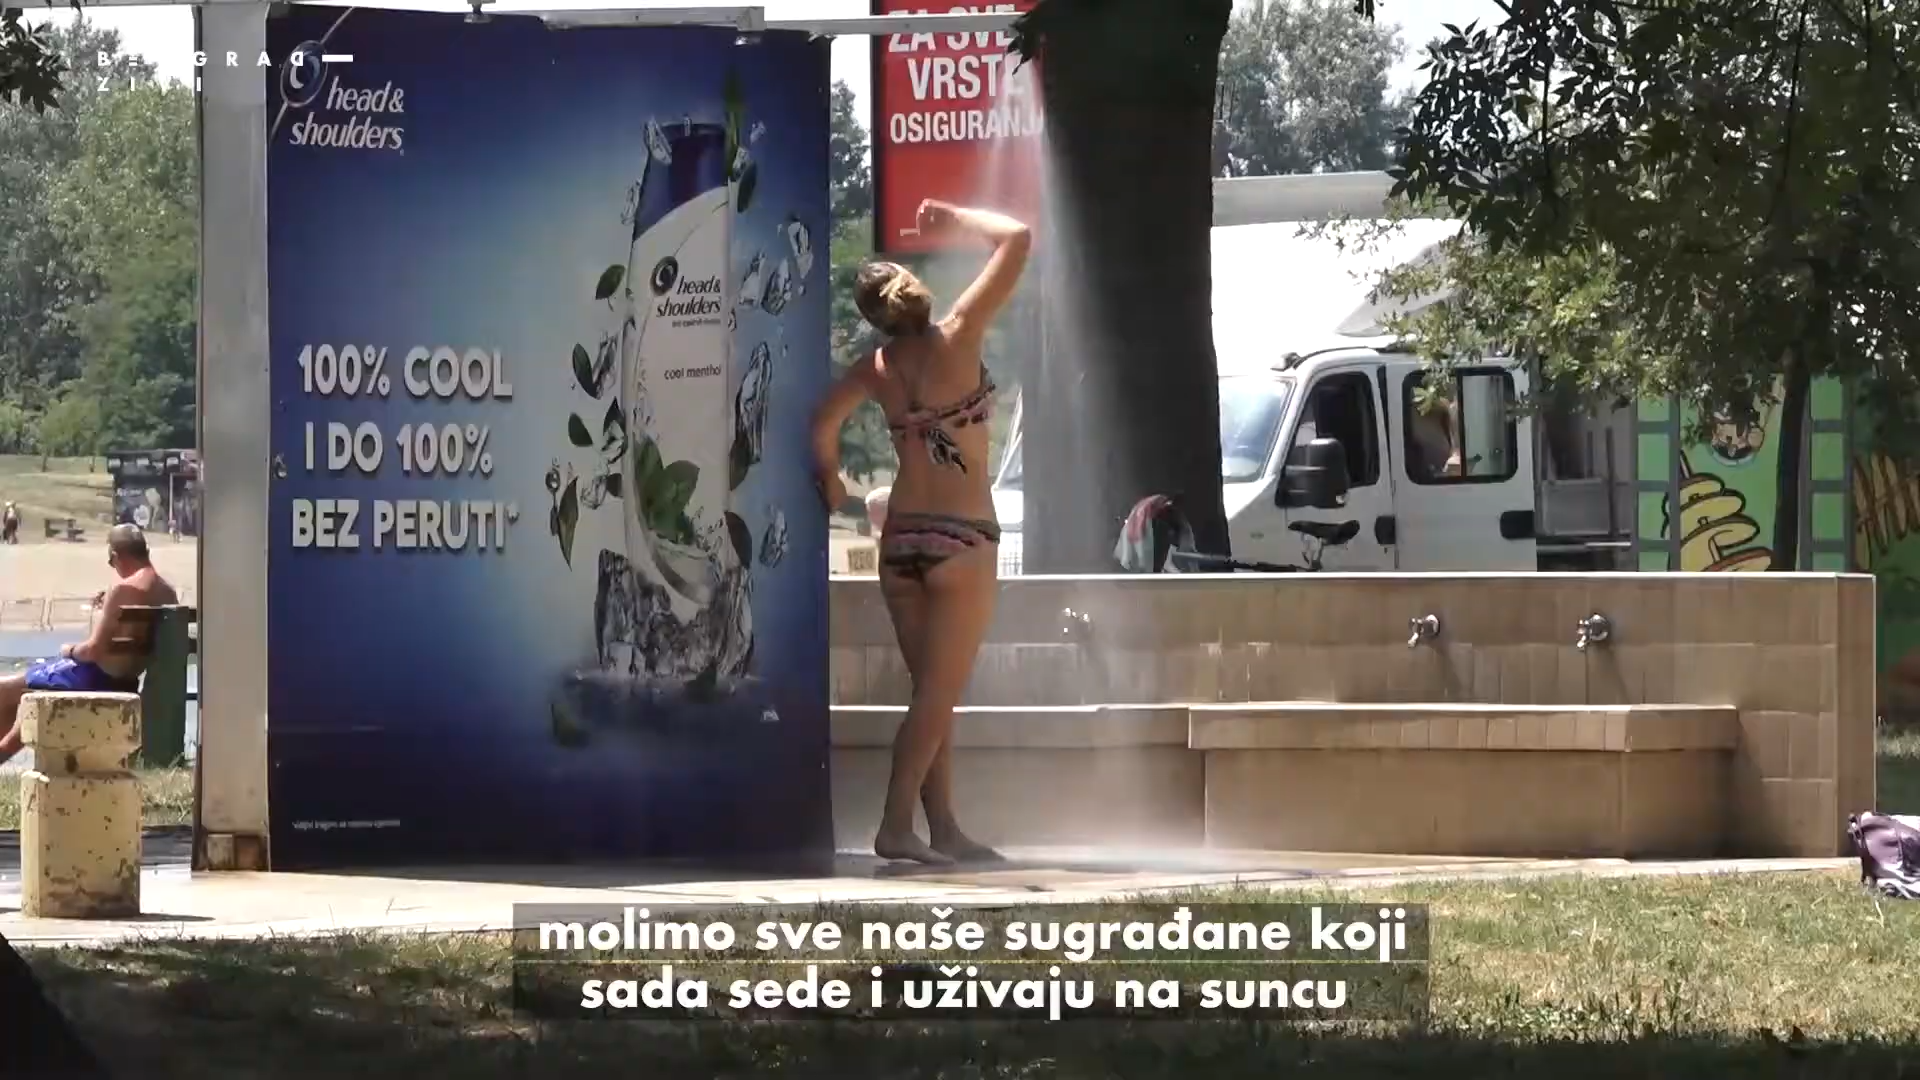 BEOGRAD
head&
shoulders
100% COOL
I DO 100%
BEZ PERUTI*
head&
shoulders
cool menthol
ZA SVE
VRSTE
OSIGURANJA
molimo sve naše sugrađane koji
sada sede i uživaju na suncu